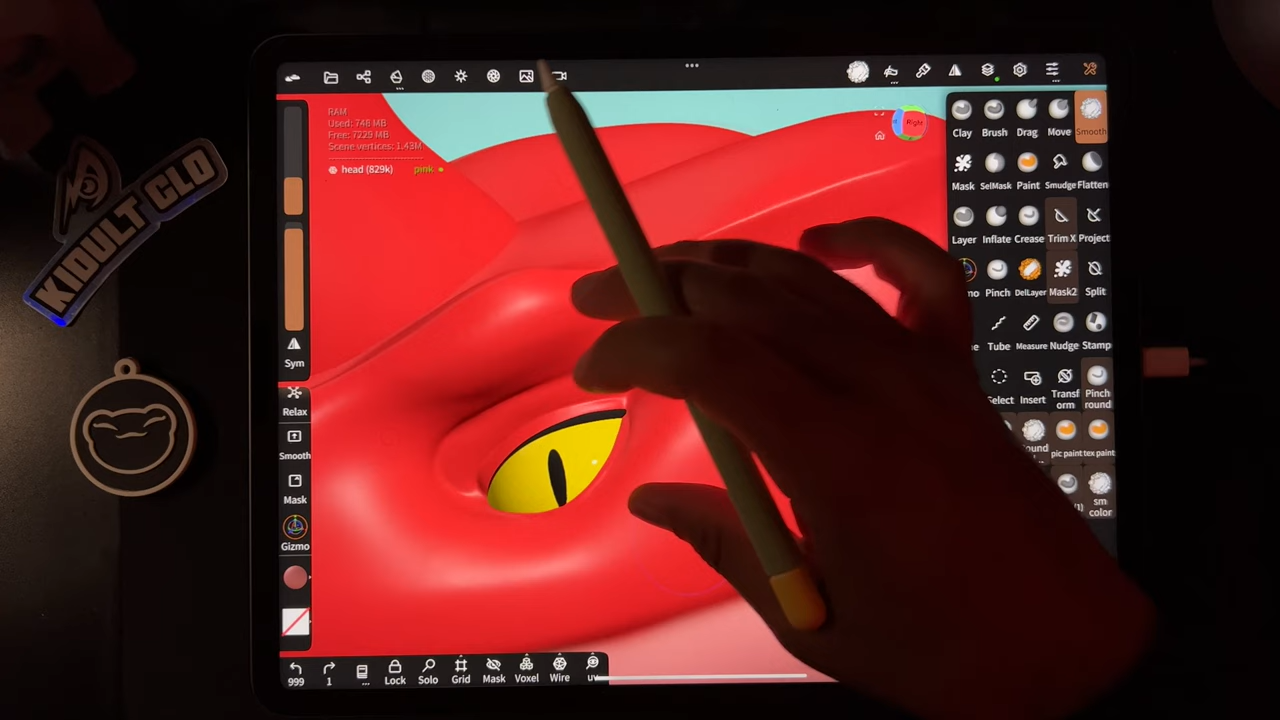 RAM
Used: 748 MB
Free: 7229 MB
Scene vertices: 1.43M
head (829k) pink
Right
KIDULT CLO
Sym
Relax
Smooth
Mask
Gizmo
Clay Brush Drag Move Smooth
Mask SelMask Paint Smudge Flatten
Layer Inflate Crease Trim X Project
Pinch DelLayer Mask2 Split
Tube Measure Nudge Stamp
Select Insert Transf orm Pinch round
pic paint tex paint
sm color
999 1 Lock Solo Grid Mask Voxel Wire